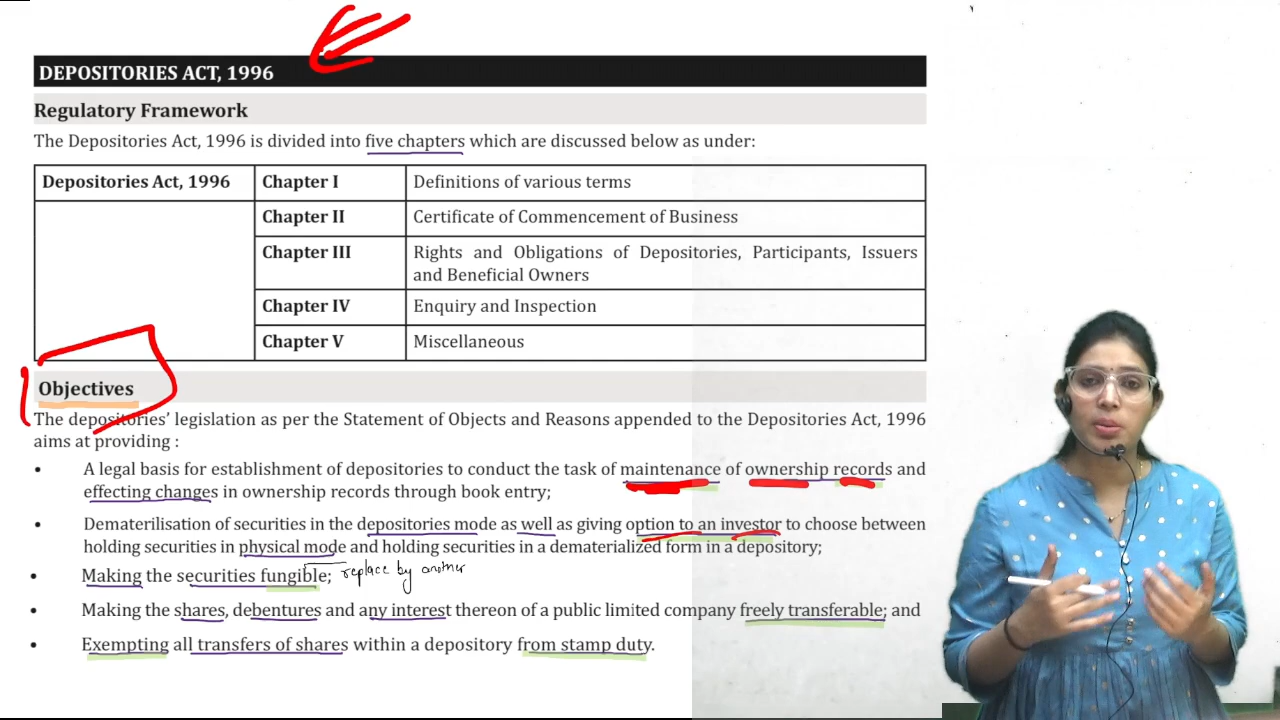 DEPOSITORIES ACT, 1996
Regulatory Framework
The Depositories Act, 1996 is divided into five chapters which are discussed below as under:
Depositories Act, 1996 Chapter I Definitions of various terms
Chapter II Certificate of Commencement of Business
Chapter III Rights and Obligations of Depositories, Participants, Issuers
and Beneficial Owners
Chapter IV Enquiry and Inspection
Chapter V Miscellaneous
Objectives
The depositories' legislation as per the Statement of Objects and Reasons appended to the Depositories Act, 1996
aims at providing :
• A legal basis for establishment of depositories to conduct the task of maintenance of ownership records and
effecting changes in ownership records through book entry;
• Dematerilisation of securities in the depositories mode as well as giving option to an investor to choose between
holding securities in physical mode and holding securities in a dematerialized form in a depository;
• Making the securities fungible; replace by another
• Making the shares, debentures and any interest thereon of a public limited company freely transferable; and
• Exempting all transfers of shares within a depository from stamp duty.